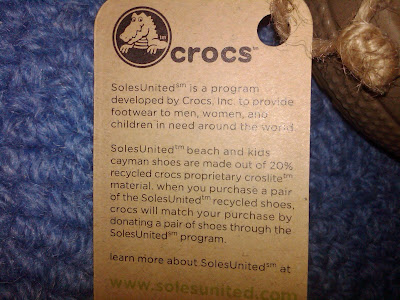 crocs™
SolesUnited℠ is a program
developed by Crocs, Inc. to provide
footwear to men, women, and
children in need around the world
SolesUnited℠ beach and kids
cayman shoes are made out of 20%
recycled crocs proprietary croslite™
material. when you purchase a pair
of the SolesUnited℠ recycled shoes,
crocs will match your purchase by
donating a pair of shoes through the
SolesUnited℠ program.
learn more about SolesUnited℠ at
www.solesunited.com